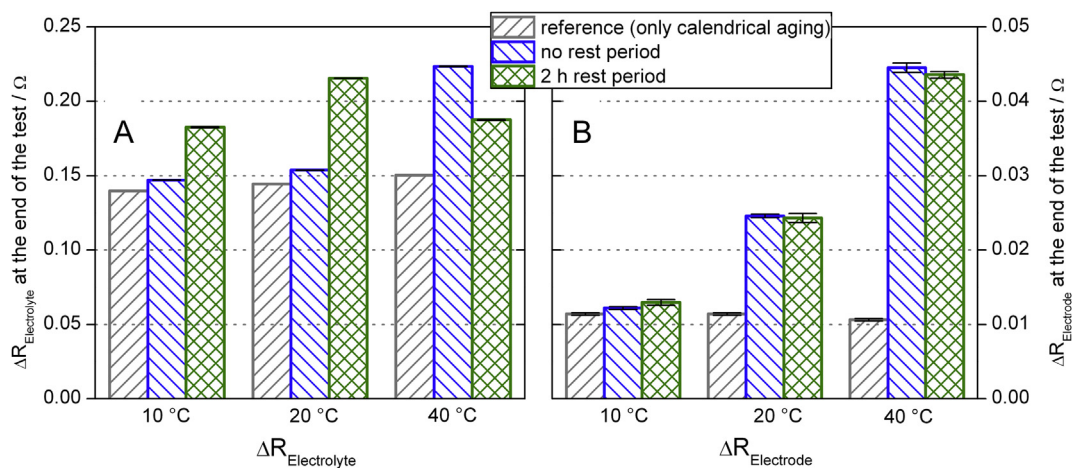 reference (only calendrical aging)
no rest period
2 h rest period
A
B
ΔR_Electrolyte at the end of the test / Ω
0.25
0.20
0.15
0.10
0.05
0.00
10 °C 20 °C 40 °C
ΔR_Electrolyte
10 °C 20 °C 40 °C
ΔR_Electrode
0.05
0.04
0.03
0.02
0.01
0.00
ΔR_Electrode at the end of the test / Ω